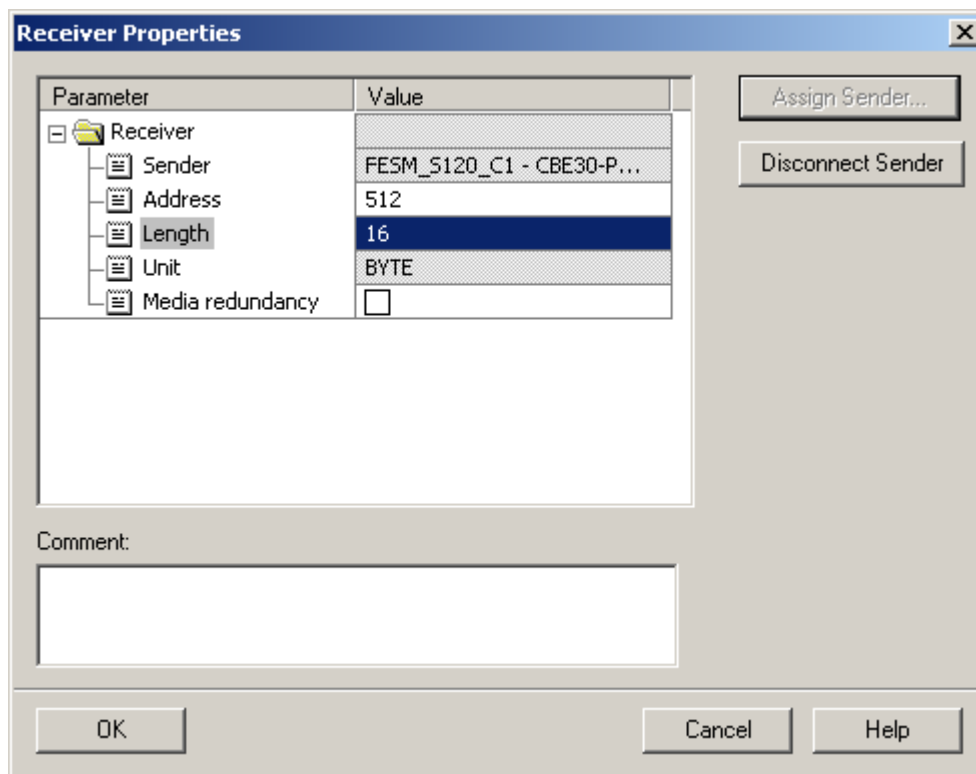 Receiver Properties
Parameter Value
Receiver
Sender FESM_S120_C1 - CBE30-P...
Address 512
Length 16
Unit BYTE
Media redundancy
Assign Sender...
Disconnect Sender
Comment:
OK Cancel Help